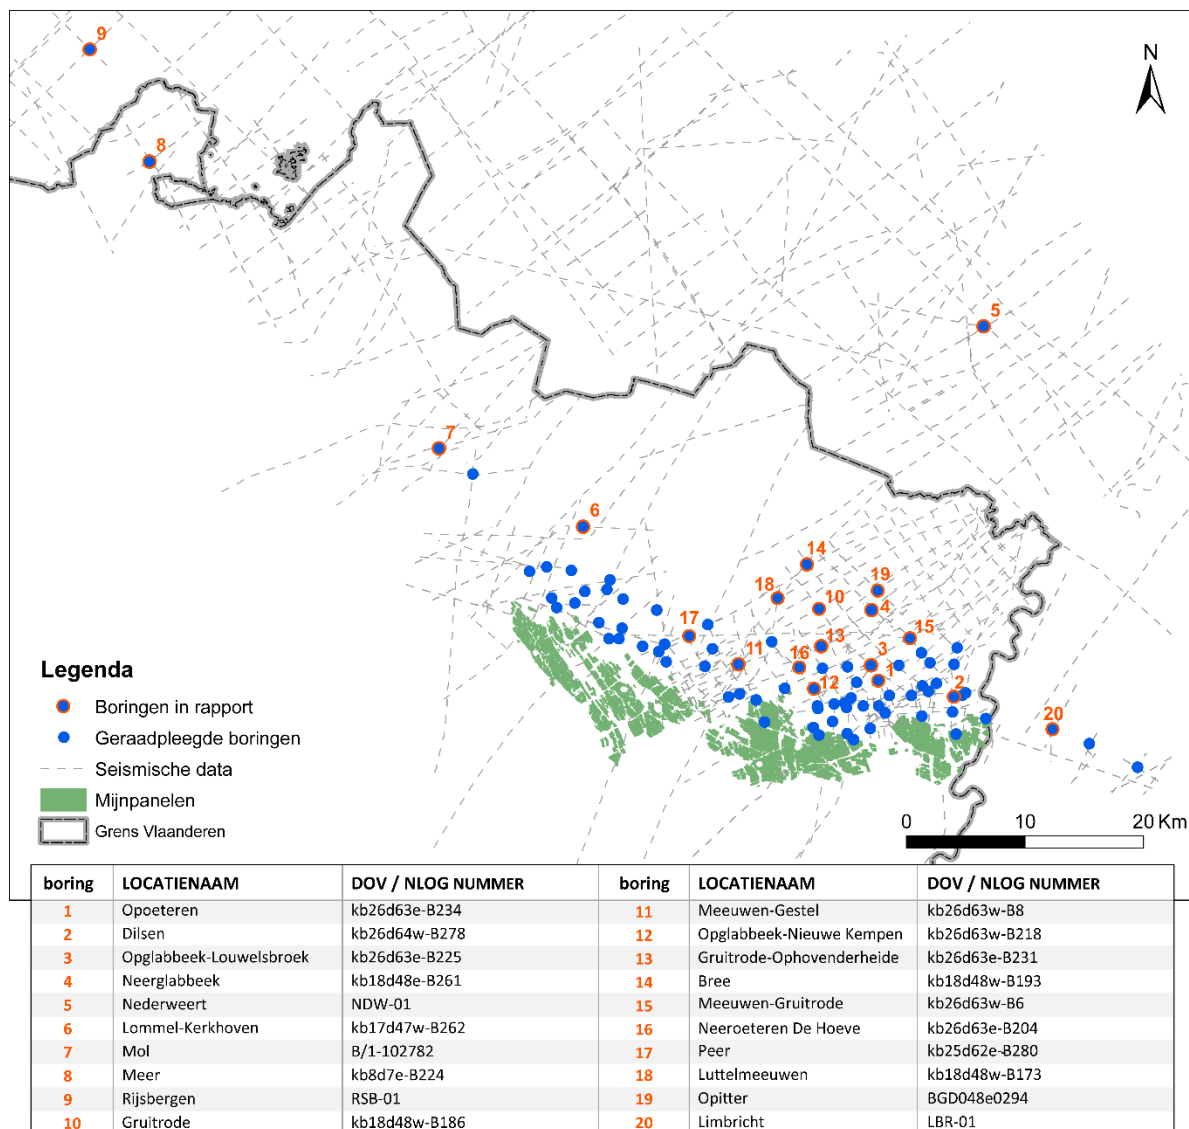 9
N
8
5
7
6
14
18
19
10
4
17
13
15
11
16
3
1
12
2
20
Legenda
Boringen in rapport
Geraadpleegde boringen
Seismische data
Mijnpanelen
Grens Vlaanderen
0 10 20 Km
boring LOCATIENAAM DOV / NLOG NUMMER boring LOCATIENAAM DOV / NLOG NUMMER
1 Opoeteren kb26d63e-B234 11 Meeuwen-Gestel kb26d63w-B8
2 Dilsen kb26d64w-B278 12 Opglabbeek-Nieuwe Kempen kb26d63w-B218
3 Opglabbeek-Louwelsbroek kb26d63e-B225 13 Gruitrode-Ophovenderheide kb26d63e-B231
4 Neerglabbeek kb18d48e-B261 14 Bree kb18d48w-B193
5 Nederweert NDW-01 15 Meeuwen-Gruitrode kb26d63w-B6
6 Lommel-Kerkhoven kb17d47w-B262 16 Neeroeteren De Hoeve kb26d63e-B204
7 Mol B/1-102782 17 Peer kb25d62e-B280
8 Meer kb8d7e-B224 18 Luttelmeeuwen kb18d48w-B173
9 Rijsbergen RSB-01 19 Opitter BGD048e0294
10 Gruitrode kb18d48w-B186 20 Limbricht LBR-01